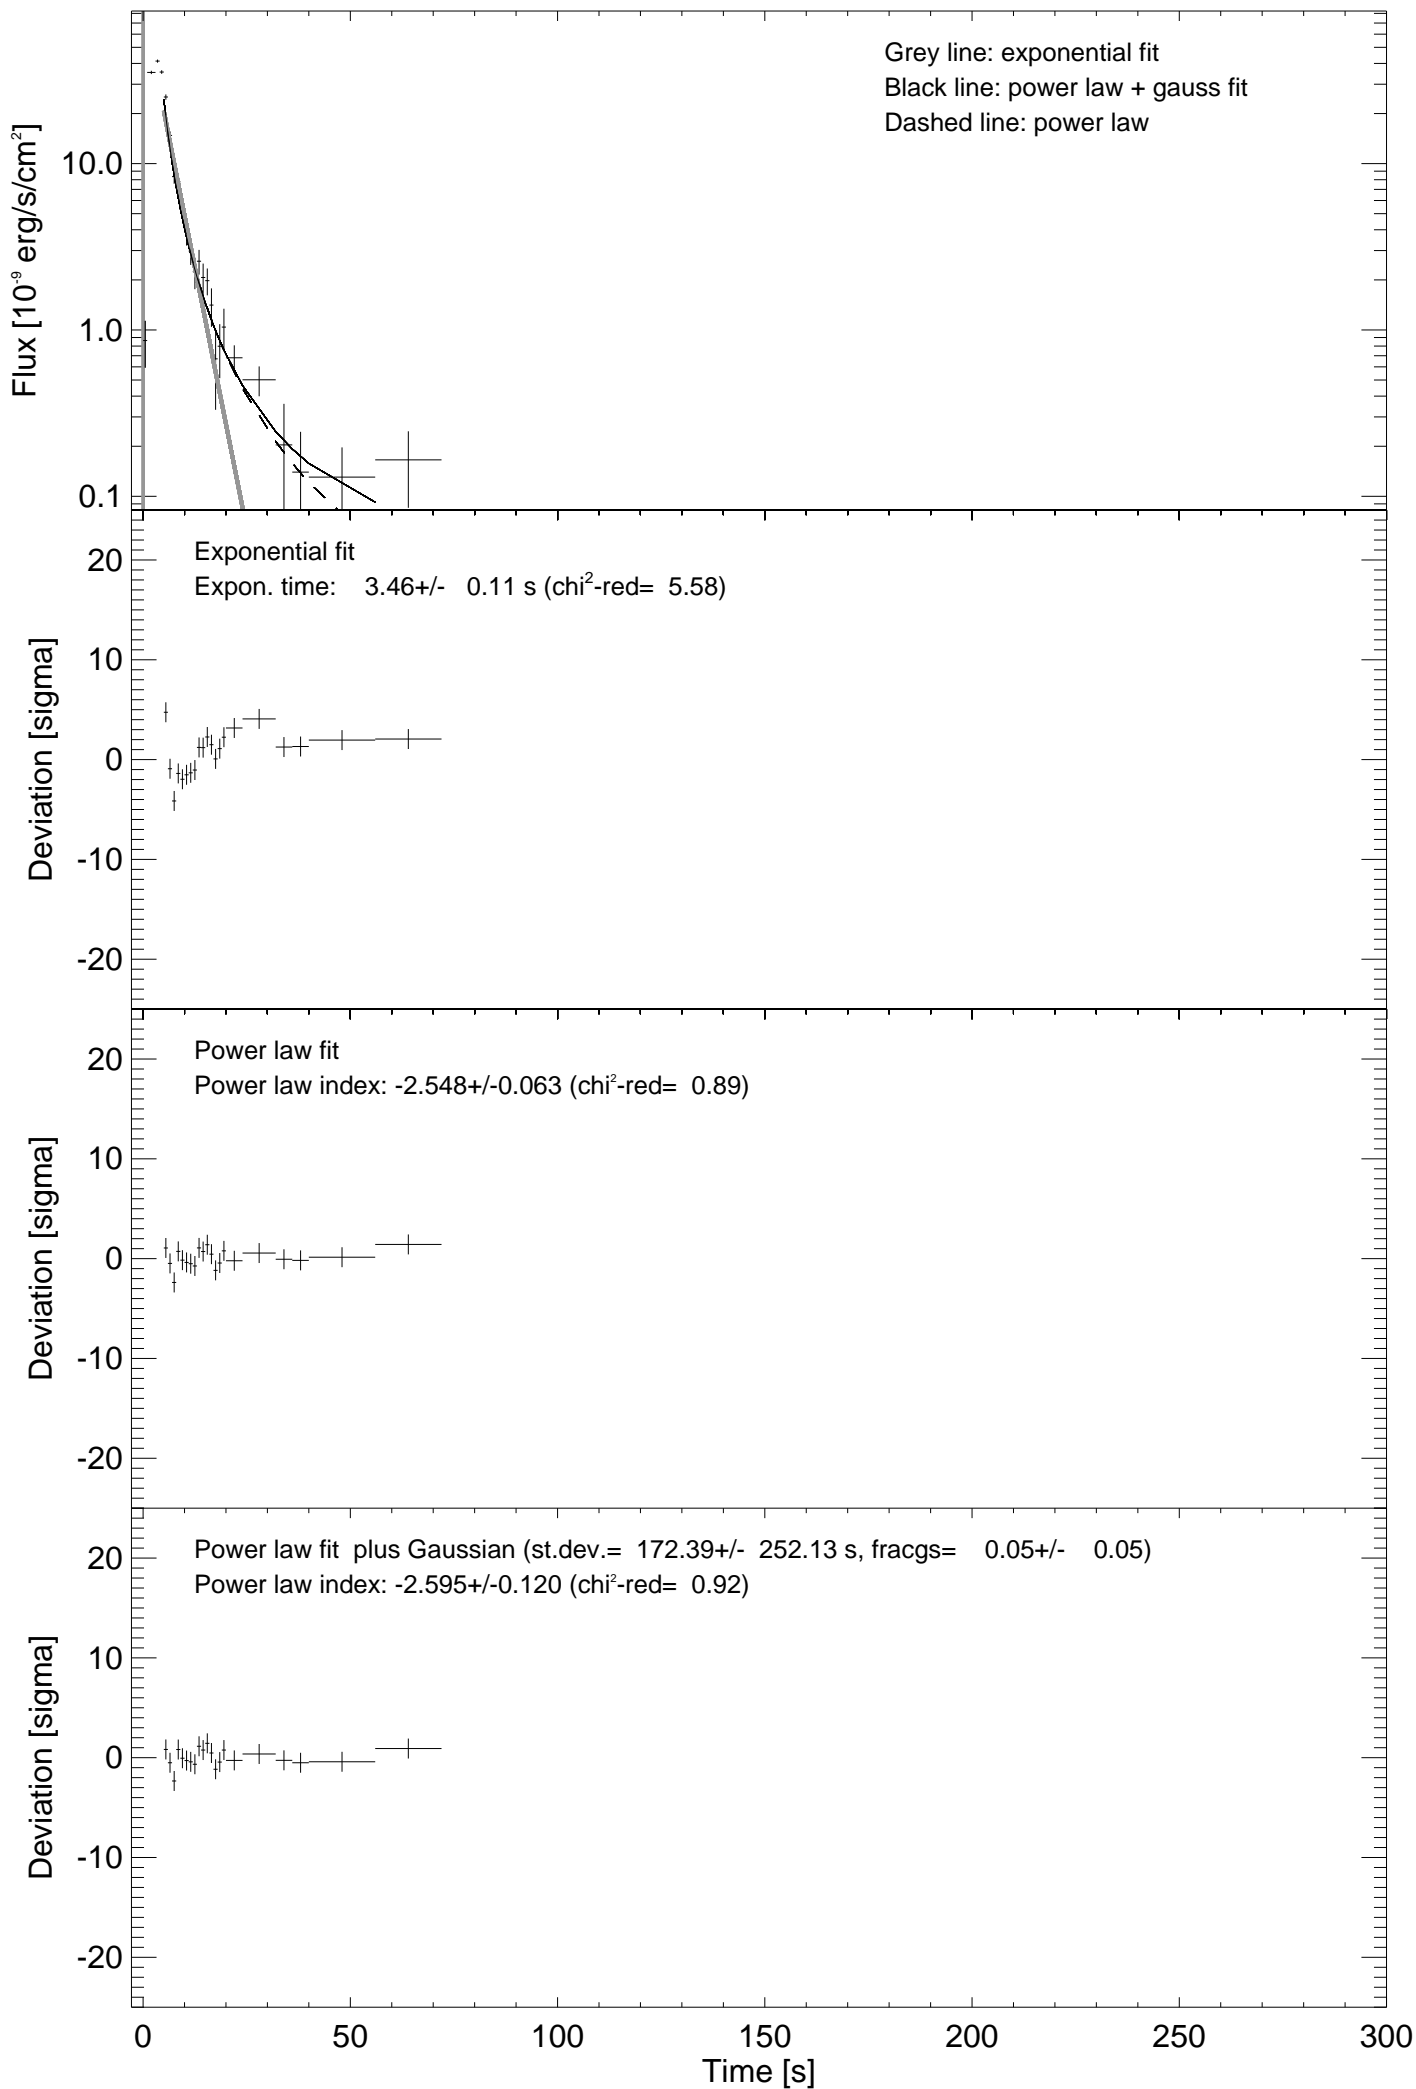 Grey line: exponential fit
Black line: power law + gauss fit
Dashed line: power law
Flux [10⁻⁹ erg/s/cm²]
10.0
1.0
0.1
Exponential fit
Expon. time: 3.46+/- 0.11 s (chi²-red= 5.58)
Deviation [sigma]
20
10
0
-10
-20
Power law fit
Power law index: -2.548+/-0.063 (chi²-red= 0.89)
Deviation [sigma]
20
10
0
-10
-20
Power law fit plus Gaussian (st.dev.= 172.39+/- 252.13 s, fracgs= 0.05+/- 0.05)
Power law index: -2.595+/-0.120 (chi²-red= 0.92)
Deviation [sigma]
20
10
0
-10
-20
0 50 100 150 200 250 300
Time [s]